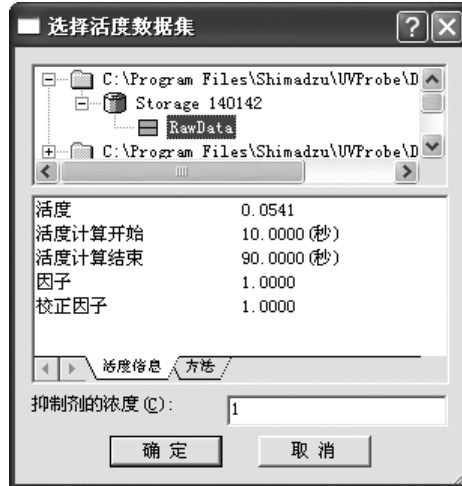 选择活度数据集
C:\Program Files\Shimadzu\UVProbe\D
Storage 140142
RawData
C:\Program Files\Shimadzu\UVProbe\D
活度 0.0541
活度计算开始 10.0000(秒)
活度计算结束 90.0000(秒)
因子 1.0000
校正因子 1.0000
活度信息 方法
抑制剂的浓度(C): 1
确定 取消